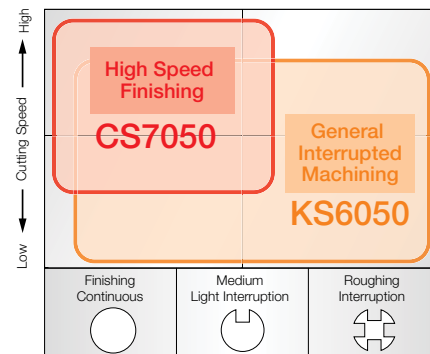 High
Cutting Speed
Low
High Speed
Finishing
CS7050
General
Interrupted
Machining
KS6050
Finishing
Continuous
Medium
Light Interruption
Roughing
Interruption